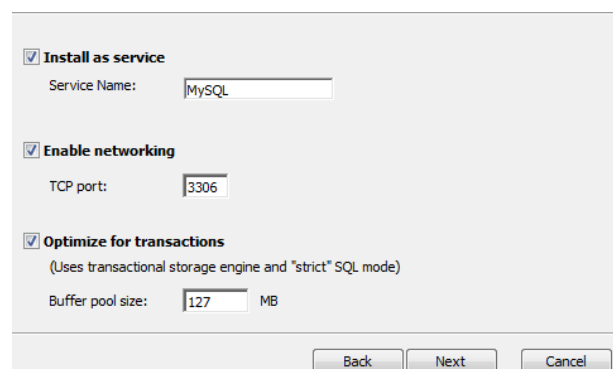 Install as service
Service Name: MySQL
Enable networking
TCP port: 3306
Optimize for transactions
(Uses transactional storage engine and "strict" SQL mode)
Buffer pool size: 127 MB
Back Next Cancel